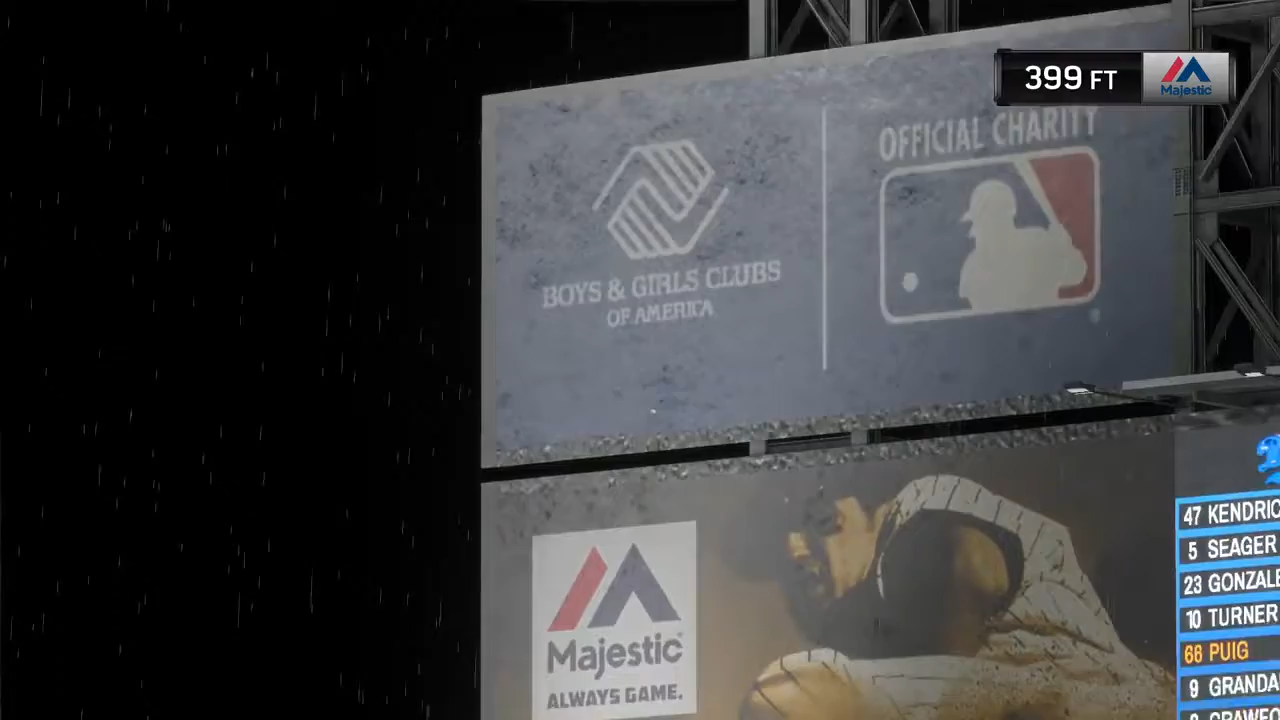 399 FT
Majestic
OFFICIAL CHARITY
BOYS & GIRLS CLUBS
OF AMERICA
Majestic
ALWAYS GAME.
47 KENDRIC
5 SEAGER
23 GONZALE
10 TURNER
66 PUIG
9 GRANDA